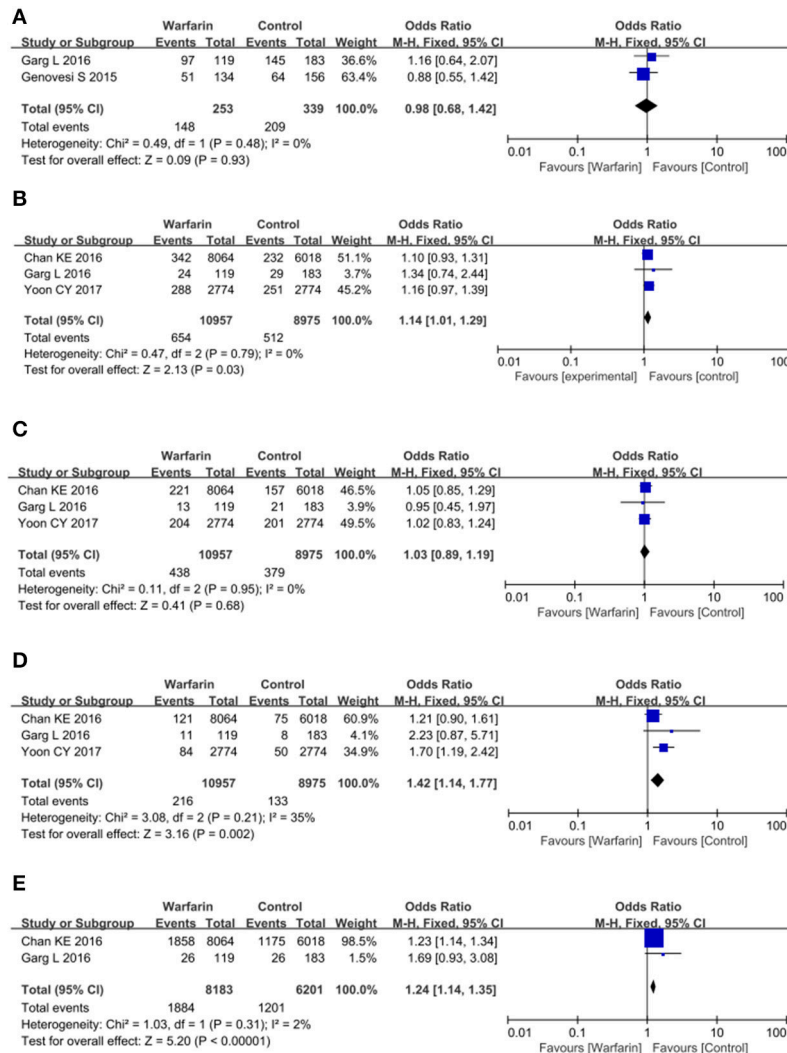 A
Warfarin Control Odds Ratio Odds Ratio
Study or Subgroup Events Total Events Total Weight M-H, Fixed, 95% CI M-H, Fixed, 95% CI
Garg L 2016 97 119 145 183 36.6% 1.16 [0.64, 2.07]
Genovesi S 2015 51 134 64 156 63.4% 0.88 [0.55, 1.42]
Total (95% CI) 253 339 100.0% 0.98 [0.68, 1.42]
Total events 148 209
Heterogeneity: Chi² = 0.49, df = 1 (P = 0.48); I² = 0%
Test for overall effect: Z = 0.09 (P = 0.93)
0.01 0.1 1 10 100
Favours [Warfarin] Favours [Control]
B
Warfarin Control Odds Ratio Odds Ratio
Study or Subgroup Events Total Events Total Weight M-H, Fixed, 95% CI M-H, Fixed, 95% CI
Chan KE 2016 342 8064 232 6018 51.1% 1.10 [0.93, 1.31]
Garg L 2016 24 119 29 183 3.7% 1.34 [0.74, 2.44]
Yoon CY 2017 288 2774 251 2774 45.2% 1.16 [0.97, 1.39]
Total (95% CI) 10957 8975 100.0% 1.14 [1.01, 1.29]
Total events 654 512
Heterogeneity: Chi² = 0.47, df = 2 (P = 0.79); I² = 0%
Test for overall effect: Z = 2.13 (P = 0.03)
0.01 0.1 1 10 100
Favours [experimental] Favours [control]
C
Warfarin Control Odds Ratio Odds Ratio
Study or Subgroup Events Total Events Total Weight M-H, Fixed, 95% CI M-H, Fixed, 95% CI
Chan KE 2016 221 8064 157 6018 46.5% 1.05 [0.85, 1.29]
Garg L 2016 13 119 21 183 3.9% 0.95 [0.45, 1.97]
Yoon CY 2017 204 2774 201 2774 49.5% 1.02 [0.83, 1.24]
Total (95% CI) 10957 8975 100.0% 1.03 [0.89, 1.19]
Total events 438 379
Heterogeneity: Chi² = 0.11, df = 2 (P = 0.95); I² = 0%
Test for overall effect: Z = 0.41 (P = 0.68)
0.01 0.1 1 10 100
Favours [Warfarin] Favours [Control]
D
Warfarin Control Odds Ratio Odds Ratio
Study or Subgroup Events Total Events Total Weight M-H, Fixed, 95% CI M-H, Fixed, 95% CI
Chan KE 2016 121 8064 75 6018 60.9% 1.21 [0.90, 1.61]
Garg L 2016 11 119 8 183 4.1% 2.23 [0.87, 5.71]
Yoon CY 2017 84 2774 50 2774 34.9% 1.70 [1.19, 2.42]
Total (95% CI) 10957 8975 100.0% 1.42 [1.14, 1.77]
Total events 216 133
Heterogeneity: Chi² = 3.08, df = 2 (P = 0.21); I² = 35%
Test for overall effect: Z = 3.16 (P = 0.002)
0.01 0.1 1 10 100
Favours [Warfarin] Favours [Control]
E
Warfarin Control Odds Ratio Odds Ratio
Study or Subgroup Events Total Events Total Weight M-H, Fixed, 95% CI M-H, Fixed, 95% CI
Chan KE 2016 1858 8064 1175 6018 98.5% 1.23 [1.14, 1.34]
Garg L 2016 26 119 26 183 1.5% 1.69 [0.93, 3.08]
Total (95% CI) 8183 6201 100.0% 1.24 [1.14, 1.35]
Total events 1884 1201
Heterogeneity: Chi² = 1.03, df = 1 (P = 0.31); I² = 2%
Test for overall effect: Z = 5.20 (P < 0.00001)
0.01 0.1 1 10 100
Favours [Warfarin] Favours [Control]